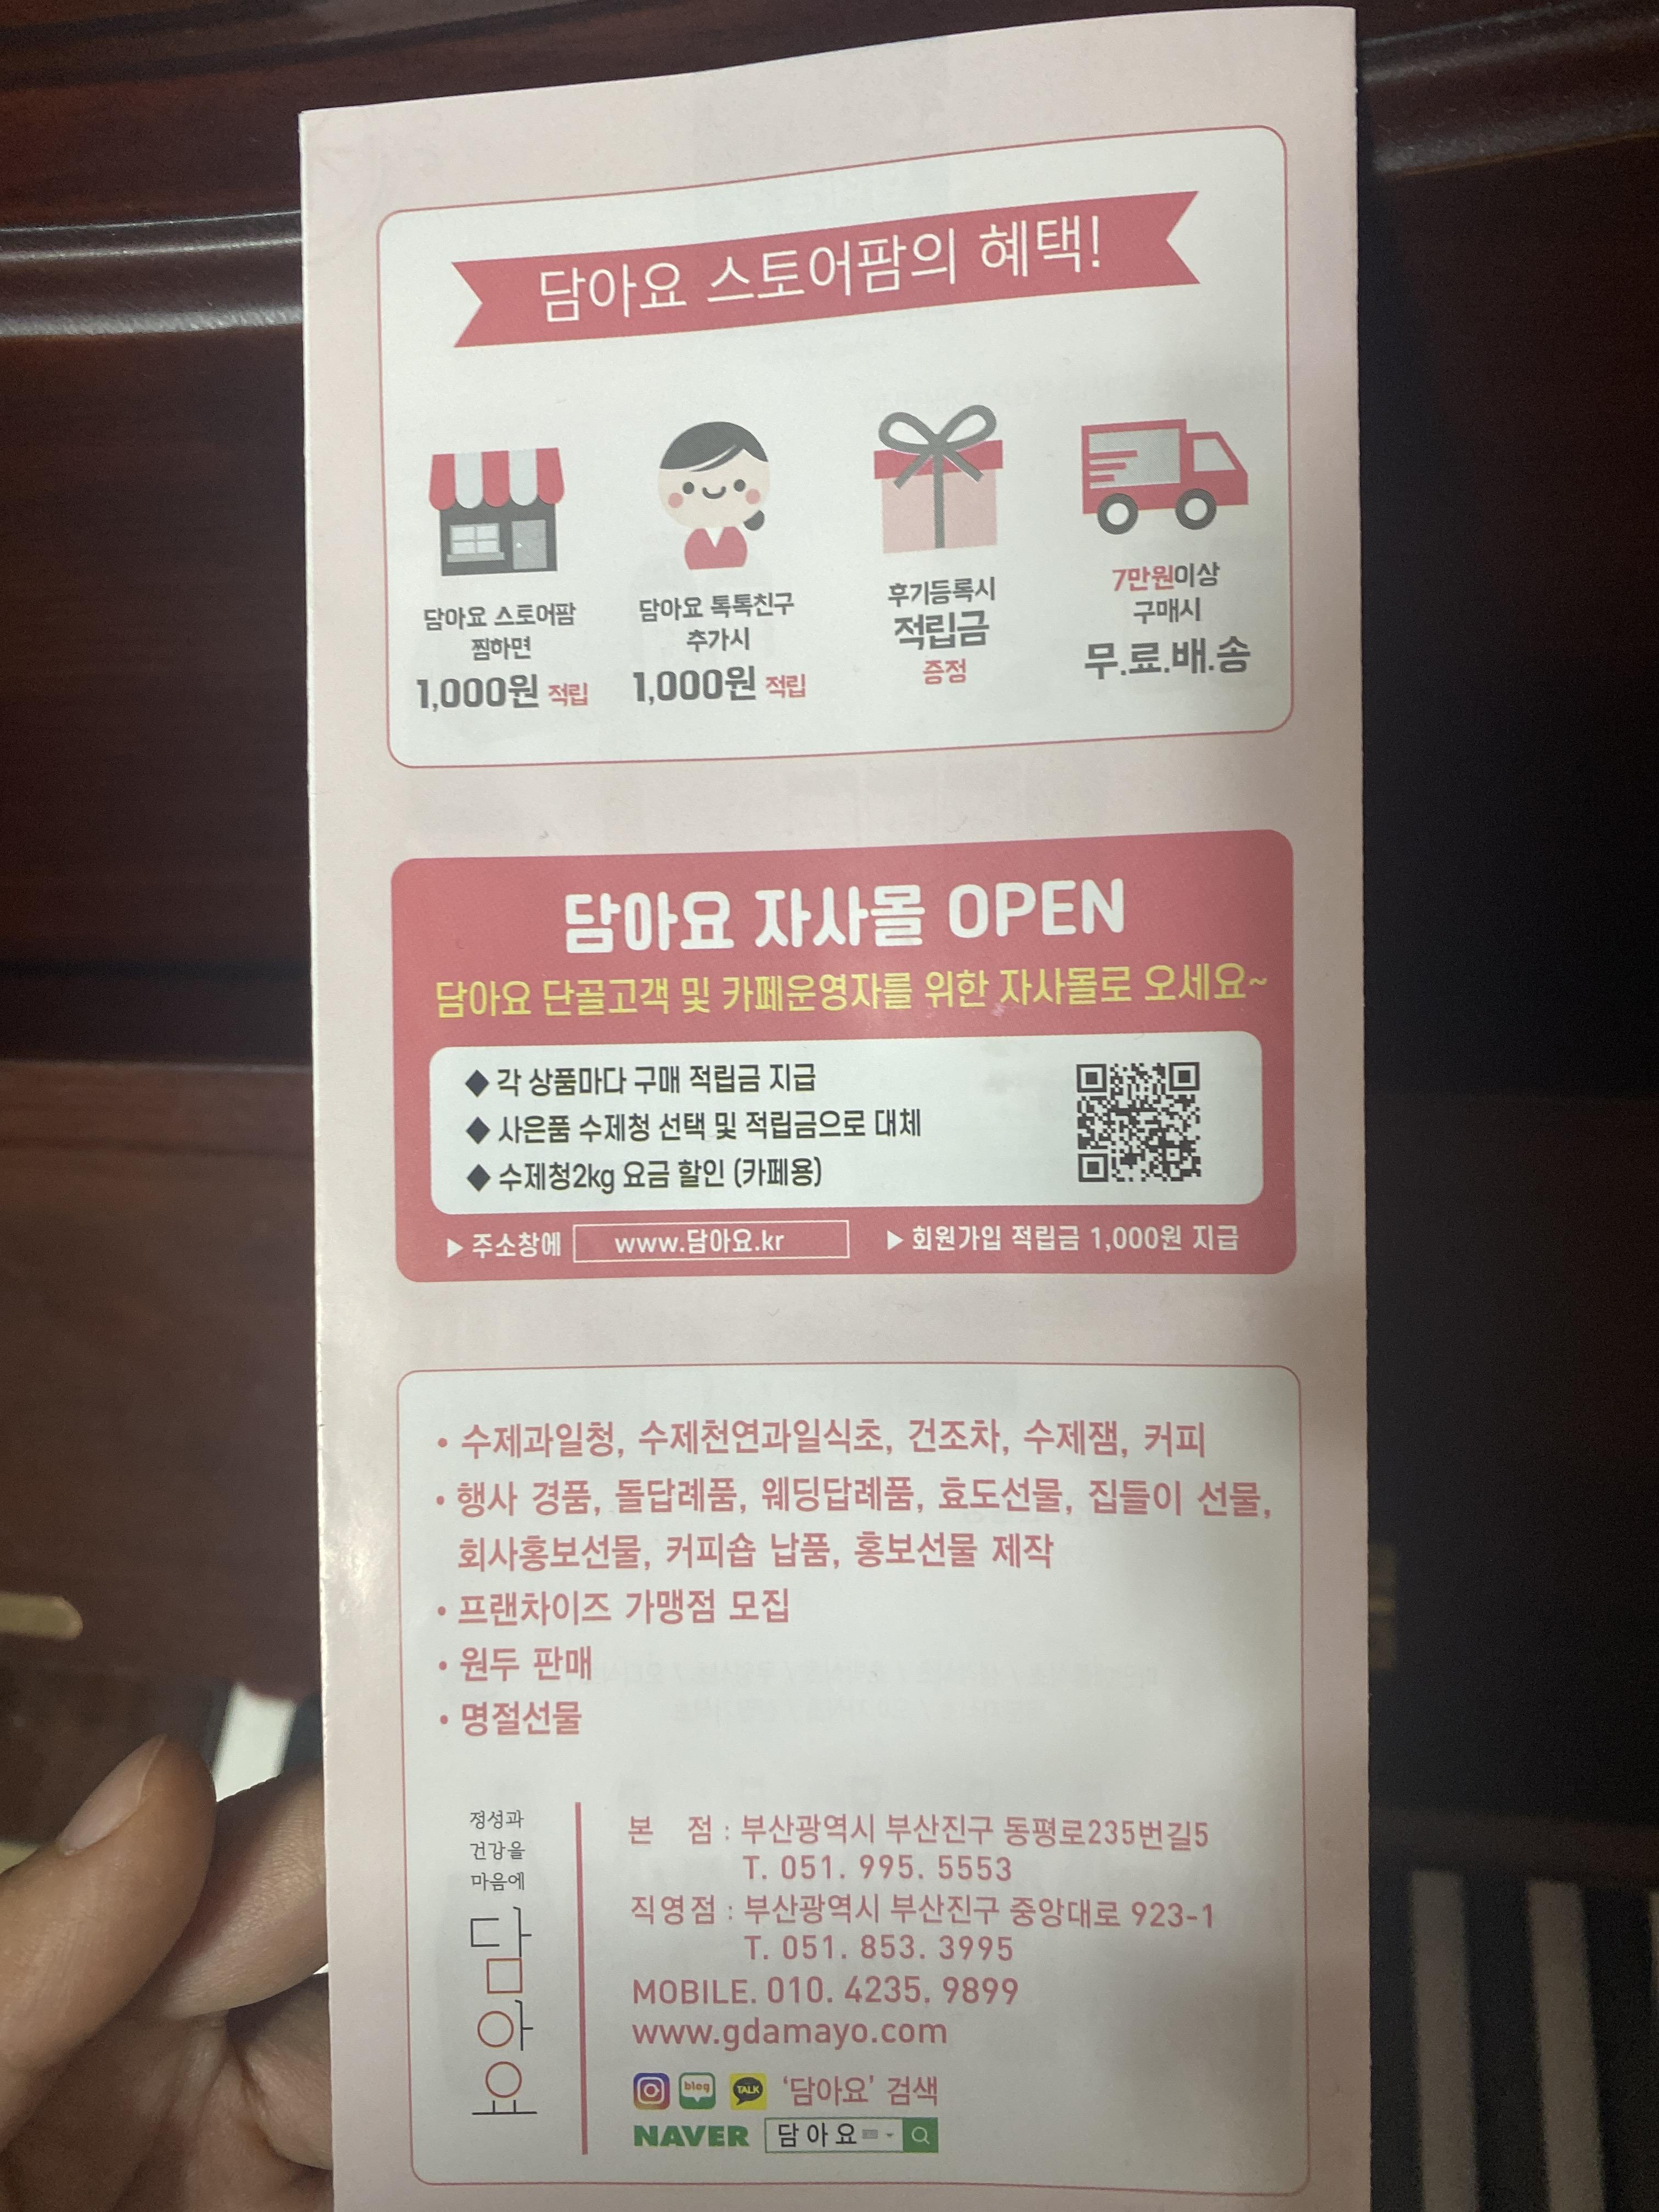 담아요 스토어팜의 혜택!
담아요 스토어팜
찜하면
1,000원 적립
담아요 톡톡친구
추가시
1,000원 적립
후기등록시
적립금
증정
7만원이상
구매시
무.료.배.송
담아요 자사몰 OPEN
담아요 단골고객 및 카페운영자를 위한 자사몰로 오세요~
◆ 각 상품마다 구매 적립금 지급
◆ 사은품 수제청 선택 및 적립금으로 대체
◆ 수제청2kg 요금 할인 (카페용)
▶ 주소창에 www.담아요.kr ▶ 회원가입 적립금 1,000원 지급
• 수제과일청, 수제천연과일식초, 건조차, 수제잼, 커피
• 행사 경품, 돌답례품, 웨딩답례품, 효도선물, 집들이 선물,
회사홍보선물, 커피숍 납품, 홍보선물 제작
• 프랜차이즈 가맹점 모집
• 원두 판매
• 명절선물
정성과
건강을
마음에
담아요
본 점 : 부산광역시 부산진구 동평로235번길5
T. 051. 995. 5553
직영점 : 부산광역시 부산진구 중앙대로 923-1
T. 051. 853. 3995
MOBILE. 010. 4235. 9899
www.gdamayo.com
blog TALK '담아요' 검색
NAVER 담아요